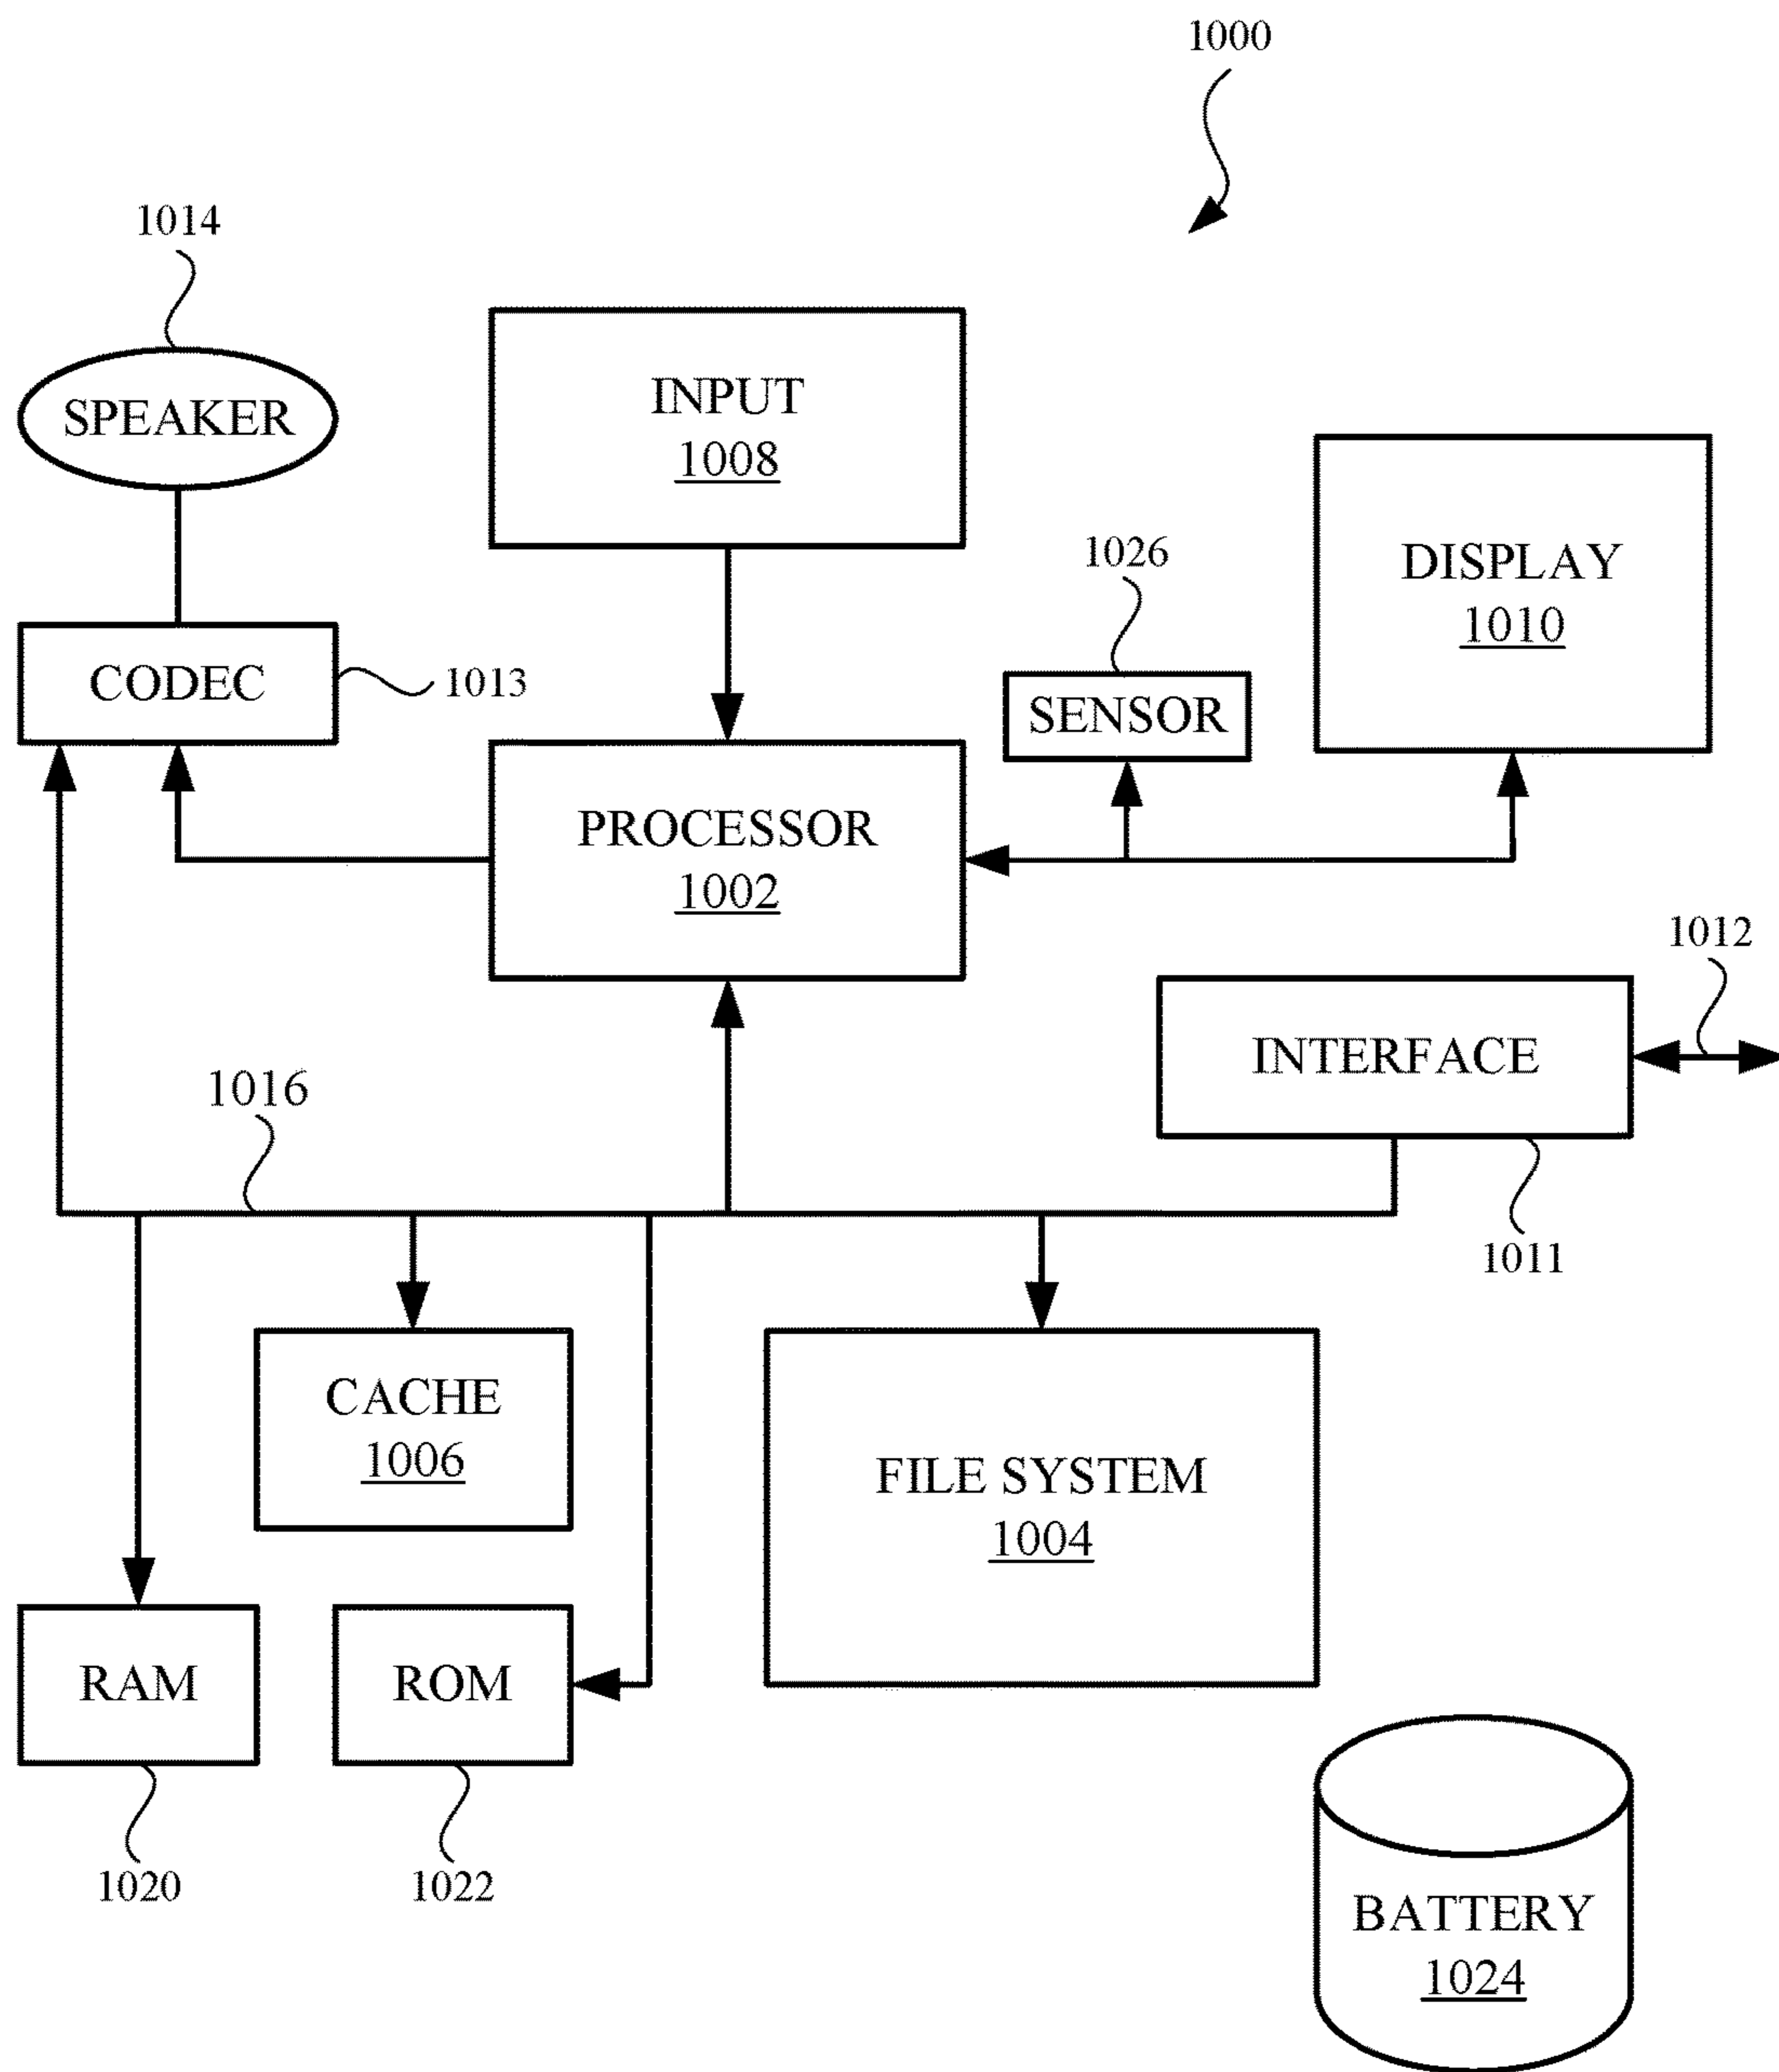 1000
1014
SPEAKER
INPUT
1008
1026
DISPLAY
1010
CODEC
1013
SENSOR
PROCESSOR
1002
1012
INTERFACE
1016
1011
CACHE
1006
FILE SYSTEM
1004
RAM
ROM
1020
1022
BATTERY
1024